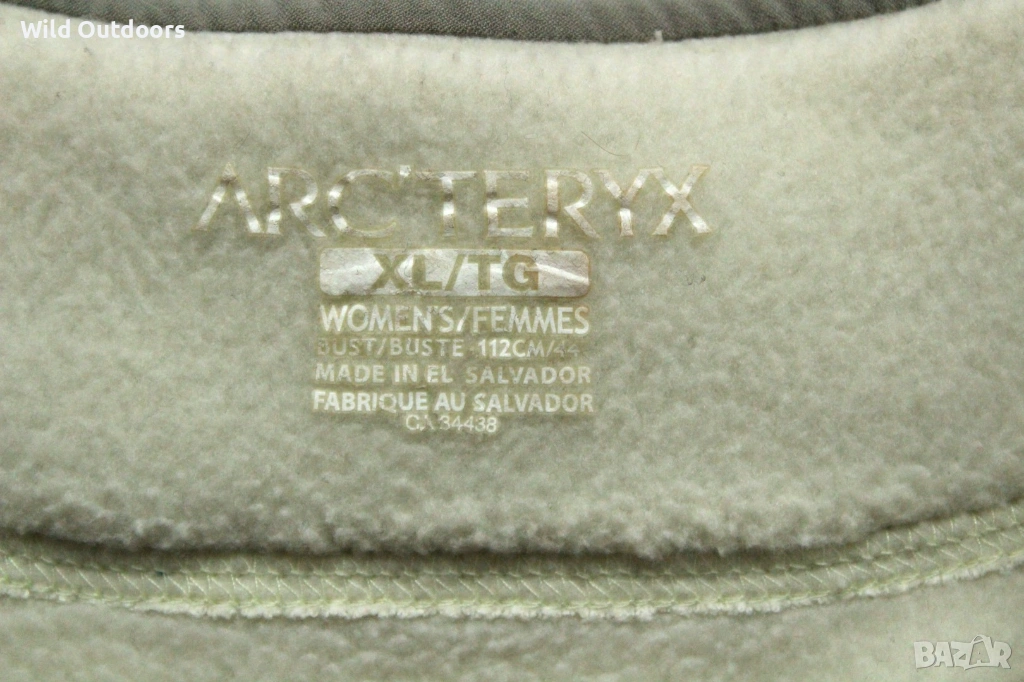 Wild Outdoors
ARC'TERYX
XL/TG
WOMEN'S/FEMMES
BUST/BUSTE 112CM/44
MADE IN EL SALVADOR
FABRIQUE AU SALVADOR
CA 34438
BAZAR